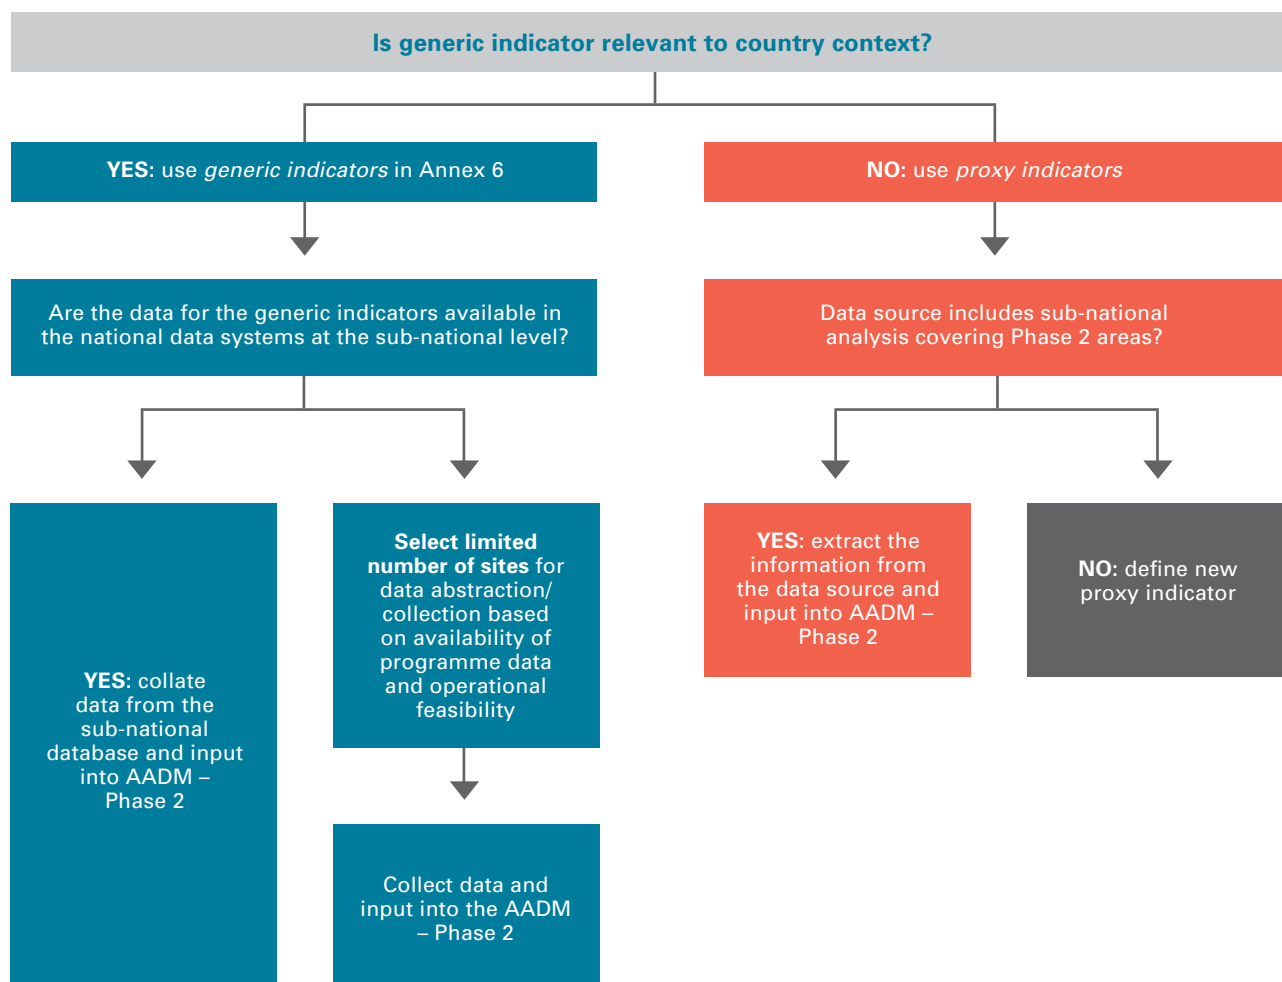 Is generic indicator relevant to country context?
YES: use generic indicators in Annex 6
NO: use proxy indicators
Are the data for the generic indicators available in
the national data systems at the sub-national level?
Data source includes sub-national
analysis covering Phase 2 areas?
YES: collate
data from the
sub-national
database and input
into AADM –
Phase 2
Select limited
number of sites for
data abstraction/
collection based
on availability of
programme data
and operational
feasibility
Collect data and
input into the AADM
– Phase 2
YES: extract the
information from
the data source and
input into AADM –
Phase 2
NO: define new
proxy indicator